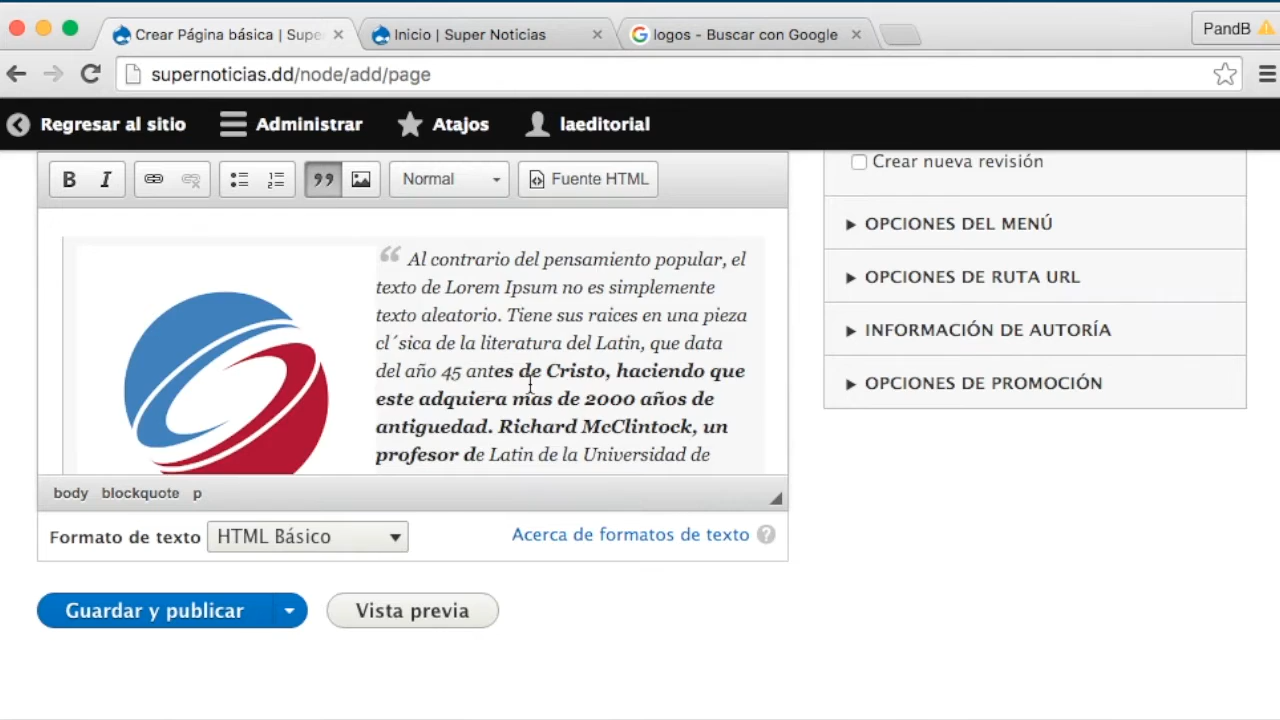 Crear Página básica | Supe
Inicio | Super Noticias
logos - Buscar con Google
PandB
supernoticias.dd/node/add/page
Regresar al sitio
Administrar
Atajos
laeditorial
B I
Normal
Fuente HTML
Crear nueva revisión
OPCIONES DEL MENÚ
OPCIONES DE RUTA URL
INFORMACIÓN DE AUTORÍA
OPCIONES DE PROMOCIÓN
“ Al contrario del pensamiento popular, el
texto de Lorem Ipsum no es simplemente
texto aleatorio. Tiene sus raices en una pieza
cl´sica de la literatura del Latin, que data
del año 45 antes de Cristo, haciendo que
este adquiera mas de 2000 años de
antiguedad. Richard McClintock, un
profesor de Latin de la Universidad de
body blockquote p
Formato de texto
HTML Básico
Acerca de formatos de texto ?
Guardar y publicar
Vista previa